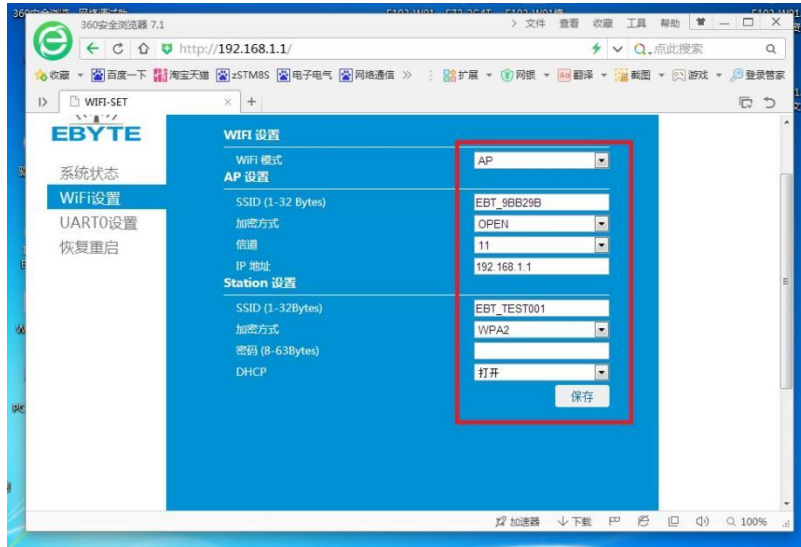 360安全浏览器 7.1
文件 查看 收藏 工具 帮助
http://192.168.1.1/
点此搜索
收藏 百度一下 淘宝天猫 zSTM8S 电子电气 网络通信 扩展 网银 翻译 截图 游戏 登录管家
WIFI-SET
EBYTE
系统状态
WiFi设置
UART0设置
恢复重启
WIFI 设置
WiFi 模式 AP
AP 设置
SSID (1-32 Bytes) EBT_9BB29B
加密方式 OPEN
信道 11
IP 地址 192.168.1.1
Station 设置
SSID (1-32Bytes) EBT_TEST001
加密方式 WPA2
密码 (8-63Bytes)
DHCP 打开
保存
加速器 下载 100%